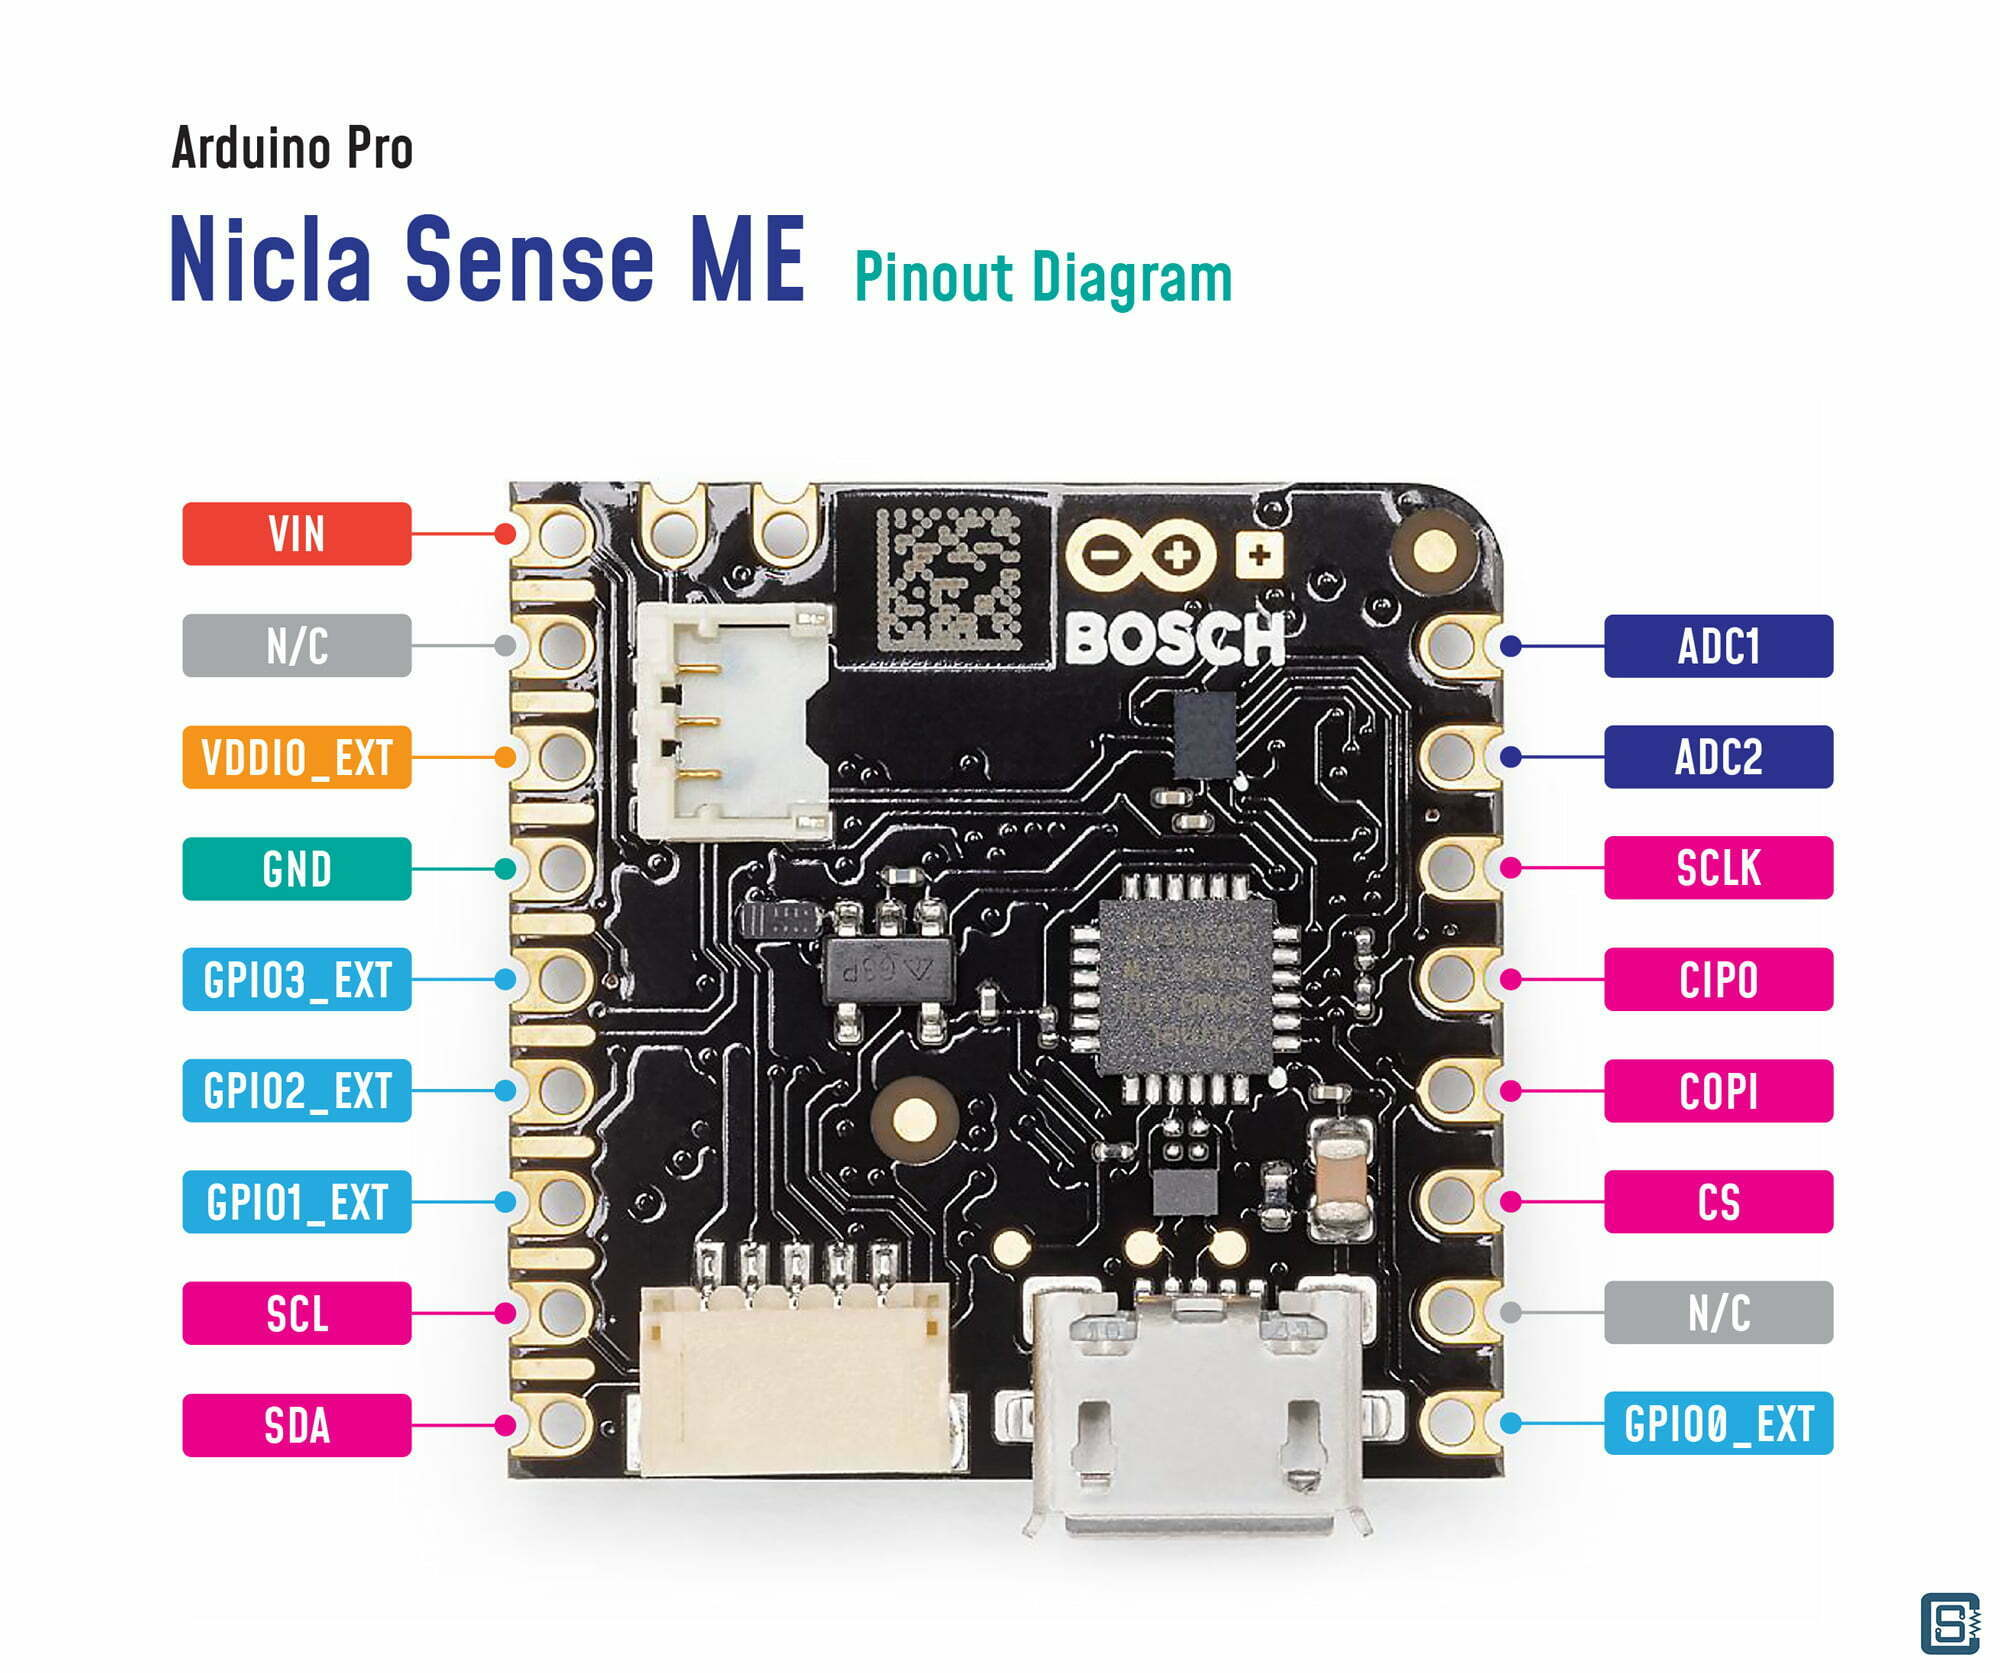 Arduino Pro
Nicla Sense ME Pinout Diagram
VIN
N/C
VDDIO_EXT
GND
GPIO3_EXT
GPIO2_EXT
GPIO1_EXT
SCL
SDA
BOSCH
ADC1
ADC2
SCLK
CIPO
COPI
CS
N/C
GPIO0_EXT